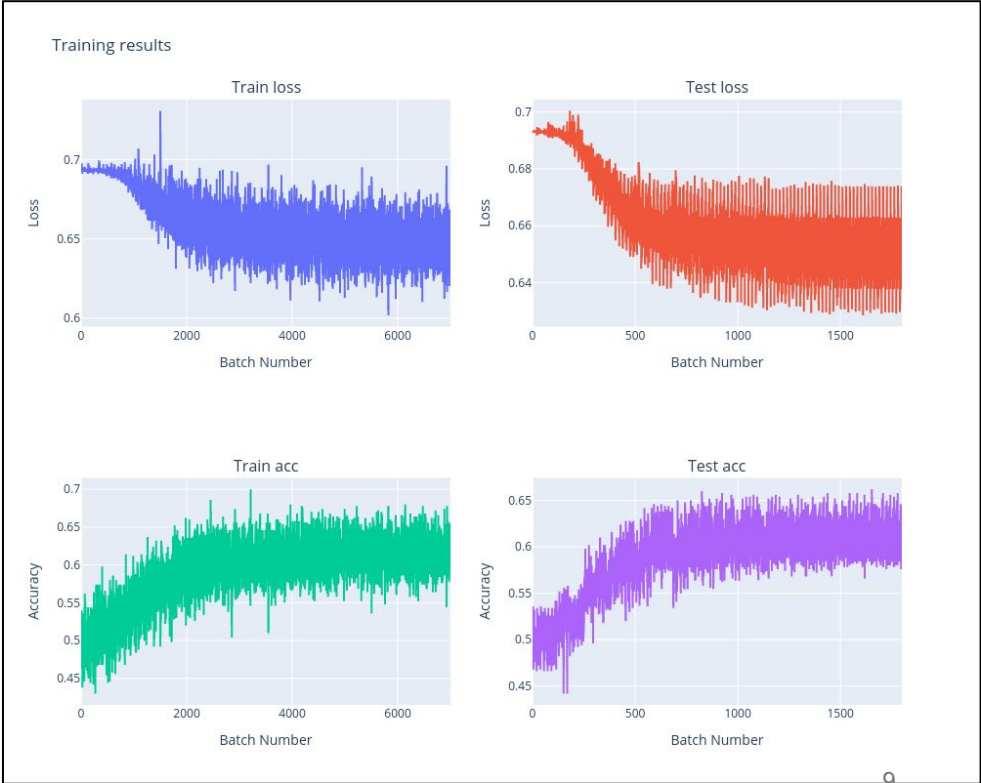 Training results
Train loss
Test loss
Loss
0.7
0.65
0.6
0
2000
4000
6000
Batch Number
Loss
0.7
0.68
0.66
0.64
0
500
1000
1500
Batch Number
Train acc
Test acc
Accuracy
0.7
0.65
0.6
0.55
0.5
0.45
0
2000
4000
6000
Batch Number
Accuracy
0.65
0.6
0.55
0.5
0.45
0
500
1000
1500
Batch Number